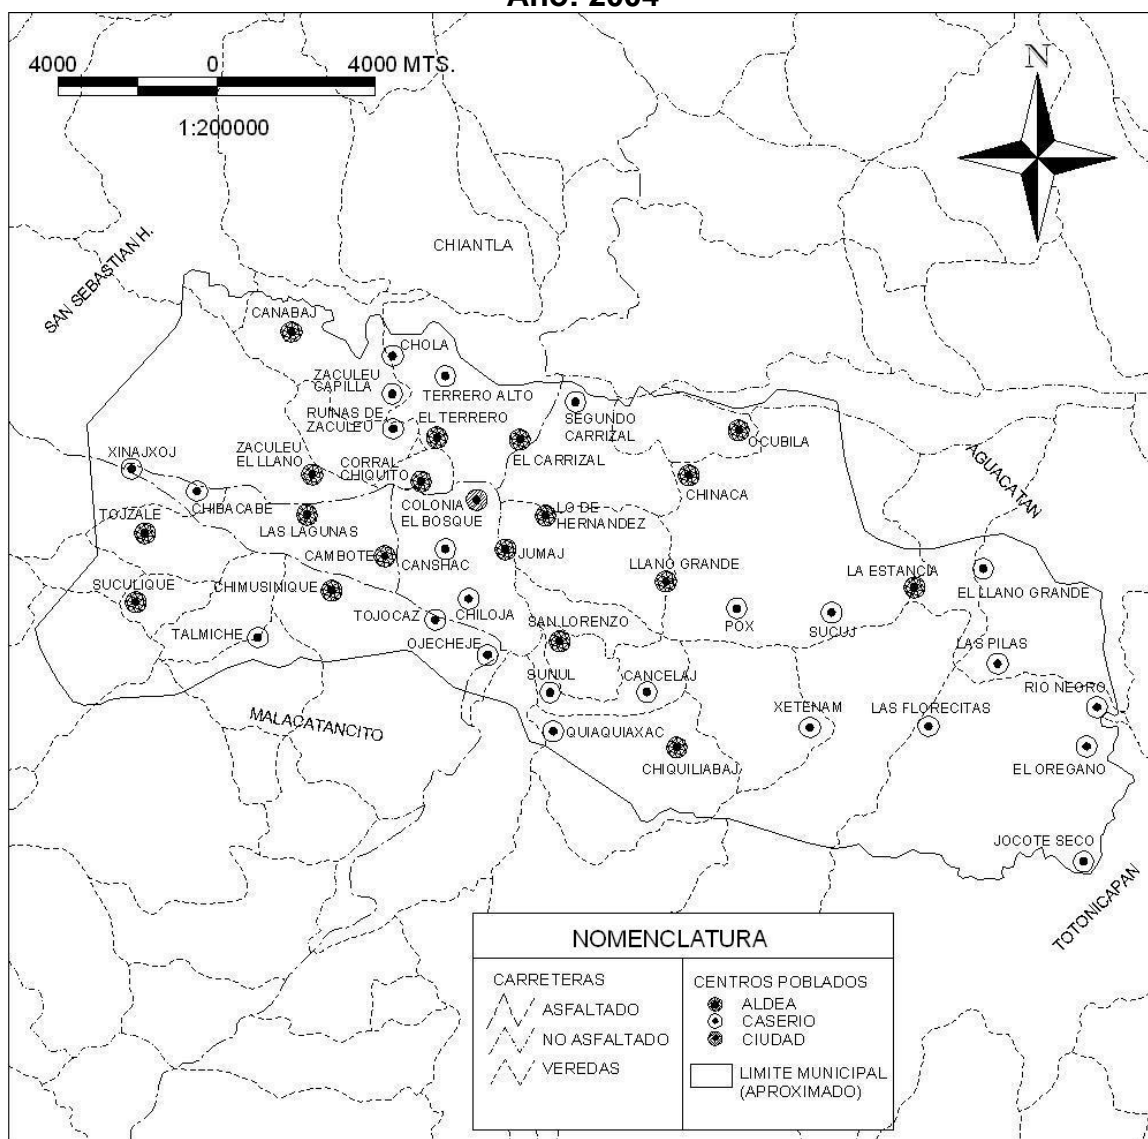 Año: 2004
4000 0 4000 MTS.
1:200000
N
CHIANTLA
SAN SEBASTIAN H.
CANABAJ
CHOLA
ZACULEU
CAPILLA
TERRERO ALTO
RUINAS DE
ZACULEU
EL TERRERO
SEGUNDO
CARRIZAL
OCUBILA
EL CARRIZAL
XINAJXOJ
ZACULEU
EL LLANO
CORRAL
CHIQUITO
AGUACATAN
CHINACA
CHIBACABE
COLONIA
EL BOSQUE
LO DE
HERNANDEZ
TOJZALE
LAS LAGUNAS
CAMBOTE
CANSHAC
JUMAJ
LLANO GRANDE
LA ESTANCIA
EL LLANO GRANDE
SUCULIQUE
CHIMUSINIQUE
TOJOCAZ
CHILOJA
SAN LORENZO
POX
SUCUJ
TALMICHE
OJECHEJE
LAS PILAS
SUNUL
CANCELAJ
RIO NEGRO
MALACATANCITO
QUIAQUIAXAC
XETENAM
LAS FLORECITAS
CHIQUILIABAJ
EL OREGANO
JOCOTE SECO
TOTONICAPAN
NOMENCLATURA
CARRETERAS
ASFALTADO
NO ASFALTADO
VEREDAS
CENTROS POBLADOS
ALDEA
CASERIO
CIUDAD
LIMITE MUNICIPAL
(APROXIMADO)